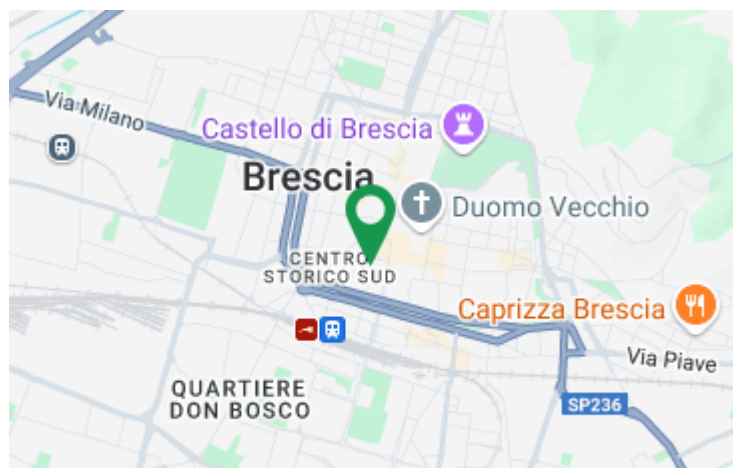 Via Milano
Castello di Brescia
Brescia
Duomo Vecchio
CENTRO
STORICO SUD
Caprizza Brescia
Via Piave
QUARTIERE
DON BOSCO
SP236